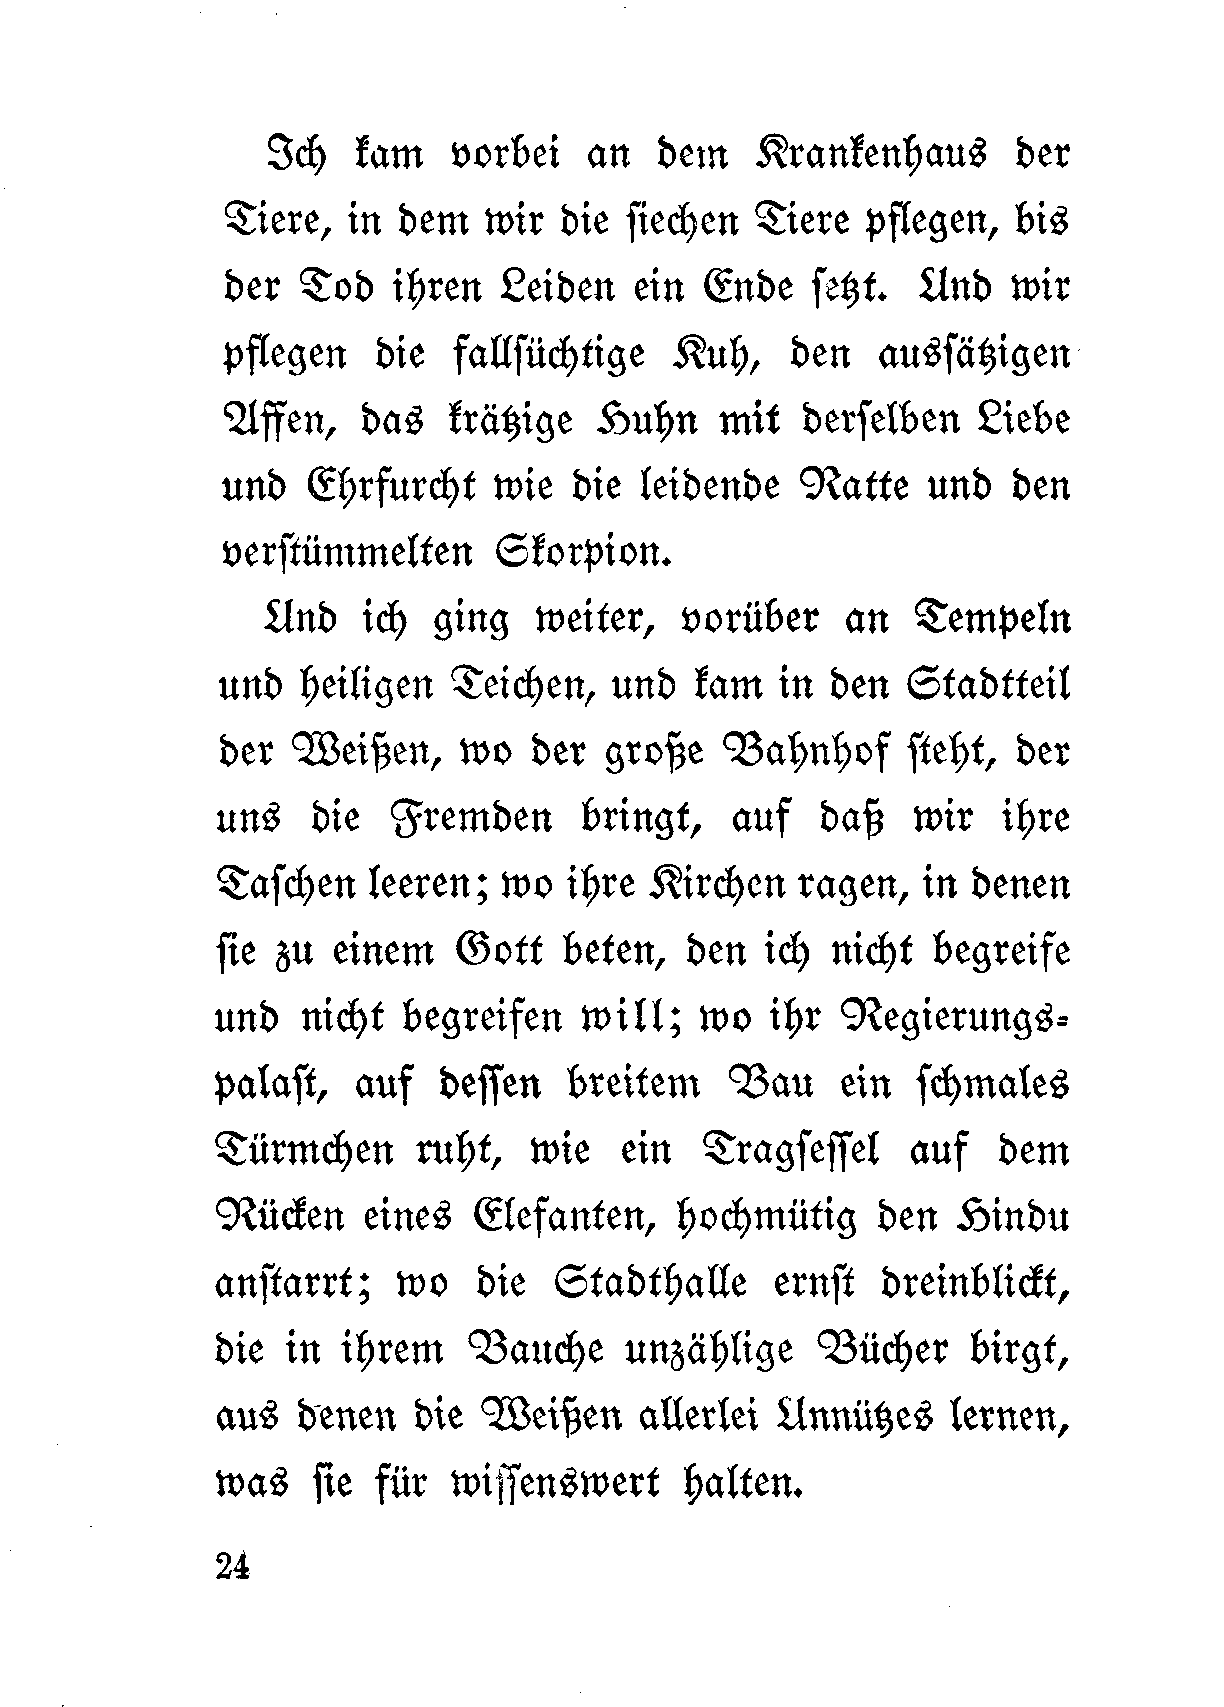 Ich kam vorbei an dem Krankenhaus der
Tiere, in dem wir die siechen Tiere pflegen, bis
der Tod ihren Leiden ein Ende setzt. Und wir
pflegen die fallsüchtige Kuh, den aussätzigen
Affen, das krätzige Huhn mit derselben Liebe
und Ehrfurcht wie die leidende Ratte und den
verstümmelten Skorpion.
Und ich ging weiter, vorüber an Tempeln
und heiligen Teichen, und kam in den Stadtteil
der Weißen, wo der große Bahnhof steht, der
uns die Fremden bringt, auf daß wir ihre
Taschen leeren; wo ihre Kirchen ragen, in denen
sie zu einem Gott beten, den ich nicht begreife
und nicht begreifen will; wo ihr Regierungs-
palast, auf dessen breitem Bau ein schmales
Türmchen ruht, wie ein Tragsessel auf dem
Rücken eines Elefanten, hochmütig den Hindu
anstarrt; wo die Stadthalle ernst dreinblickt,
die in ihrem Bauche unzählige Bücher birgt,
aus denen die Weißen allerlei Unnützes lernen,
was sie für wissenswert halten.
24